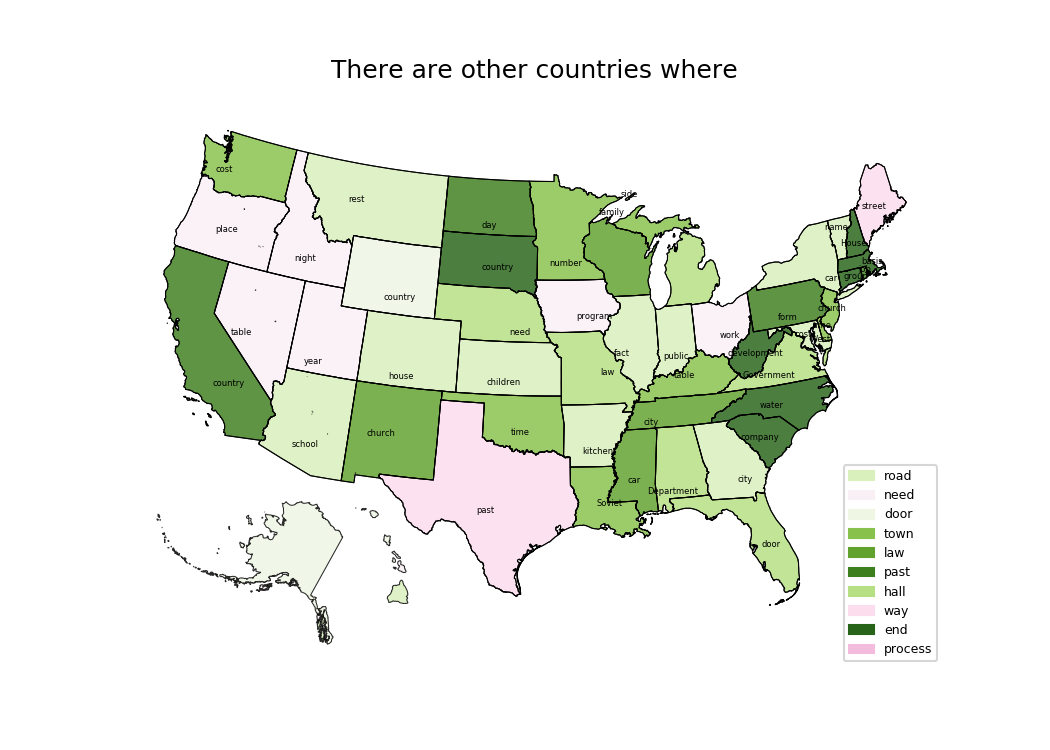 There are other countries where
side
cost
rest
family
street
day
place
name
House
night
country
number
basis
car
group
country
program
church
form
table
need
work
cost
year
fact
public
development
house
children
law
table
Government
country
water
school
church
time
city
company
kitchen
car
city
Department
past
Soviet
door
road
need
door
town
law
past
hall
way
end
process